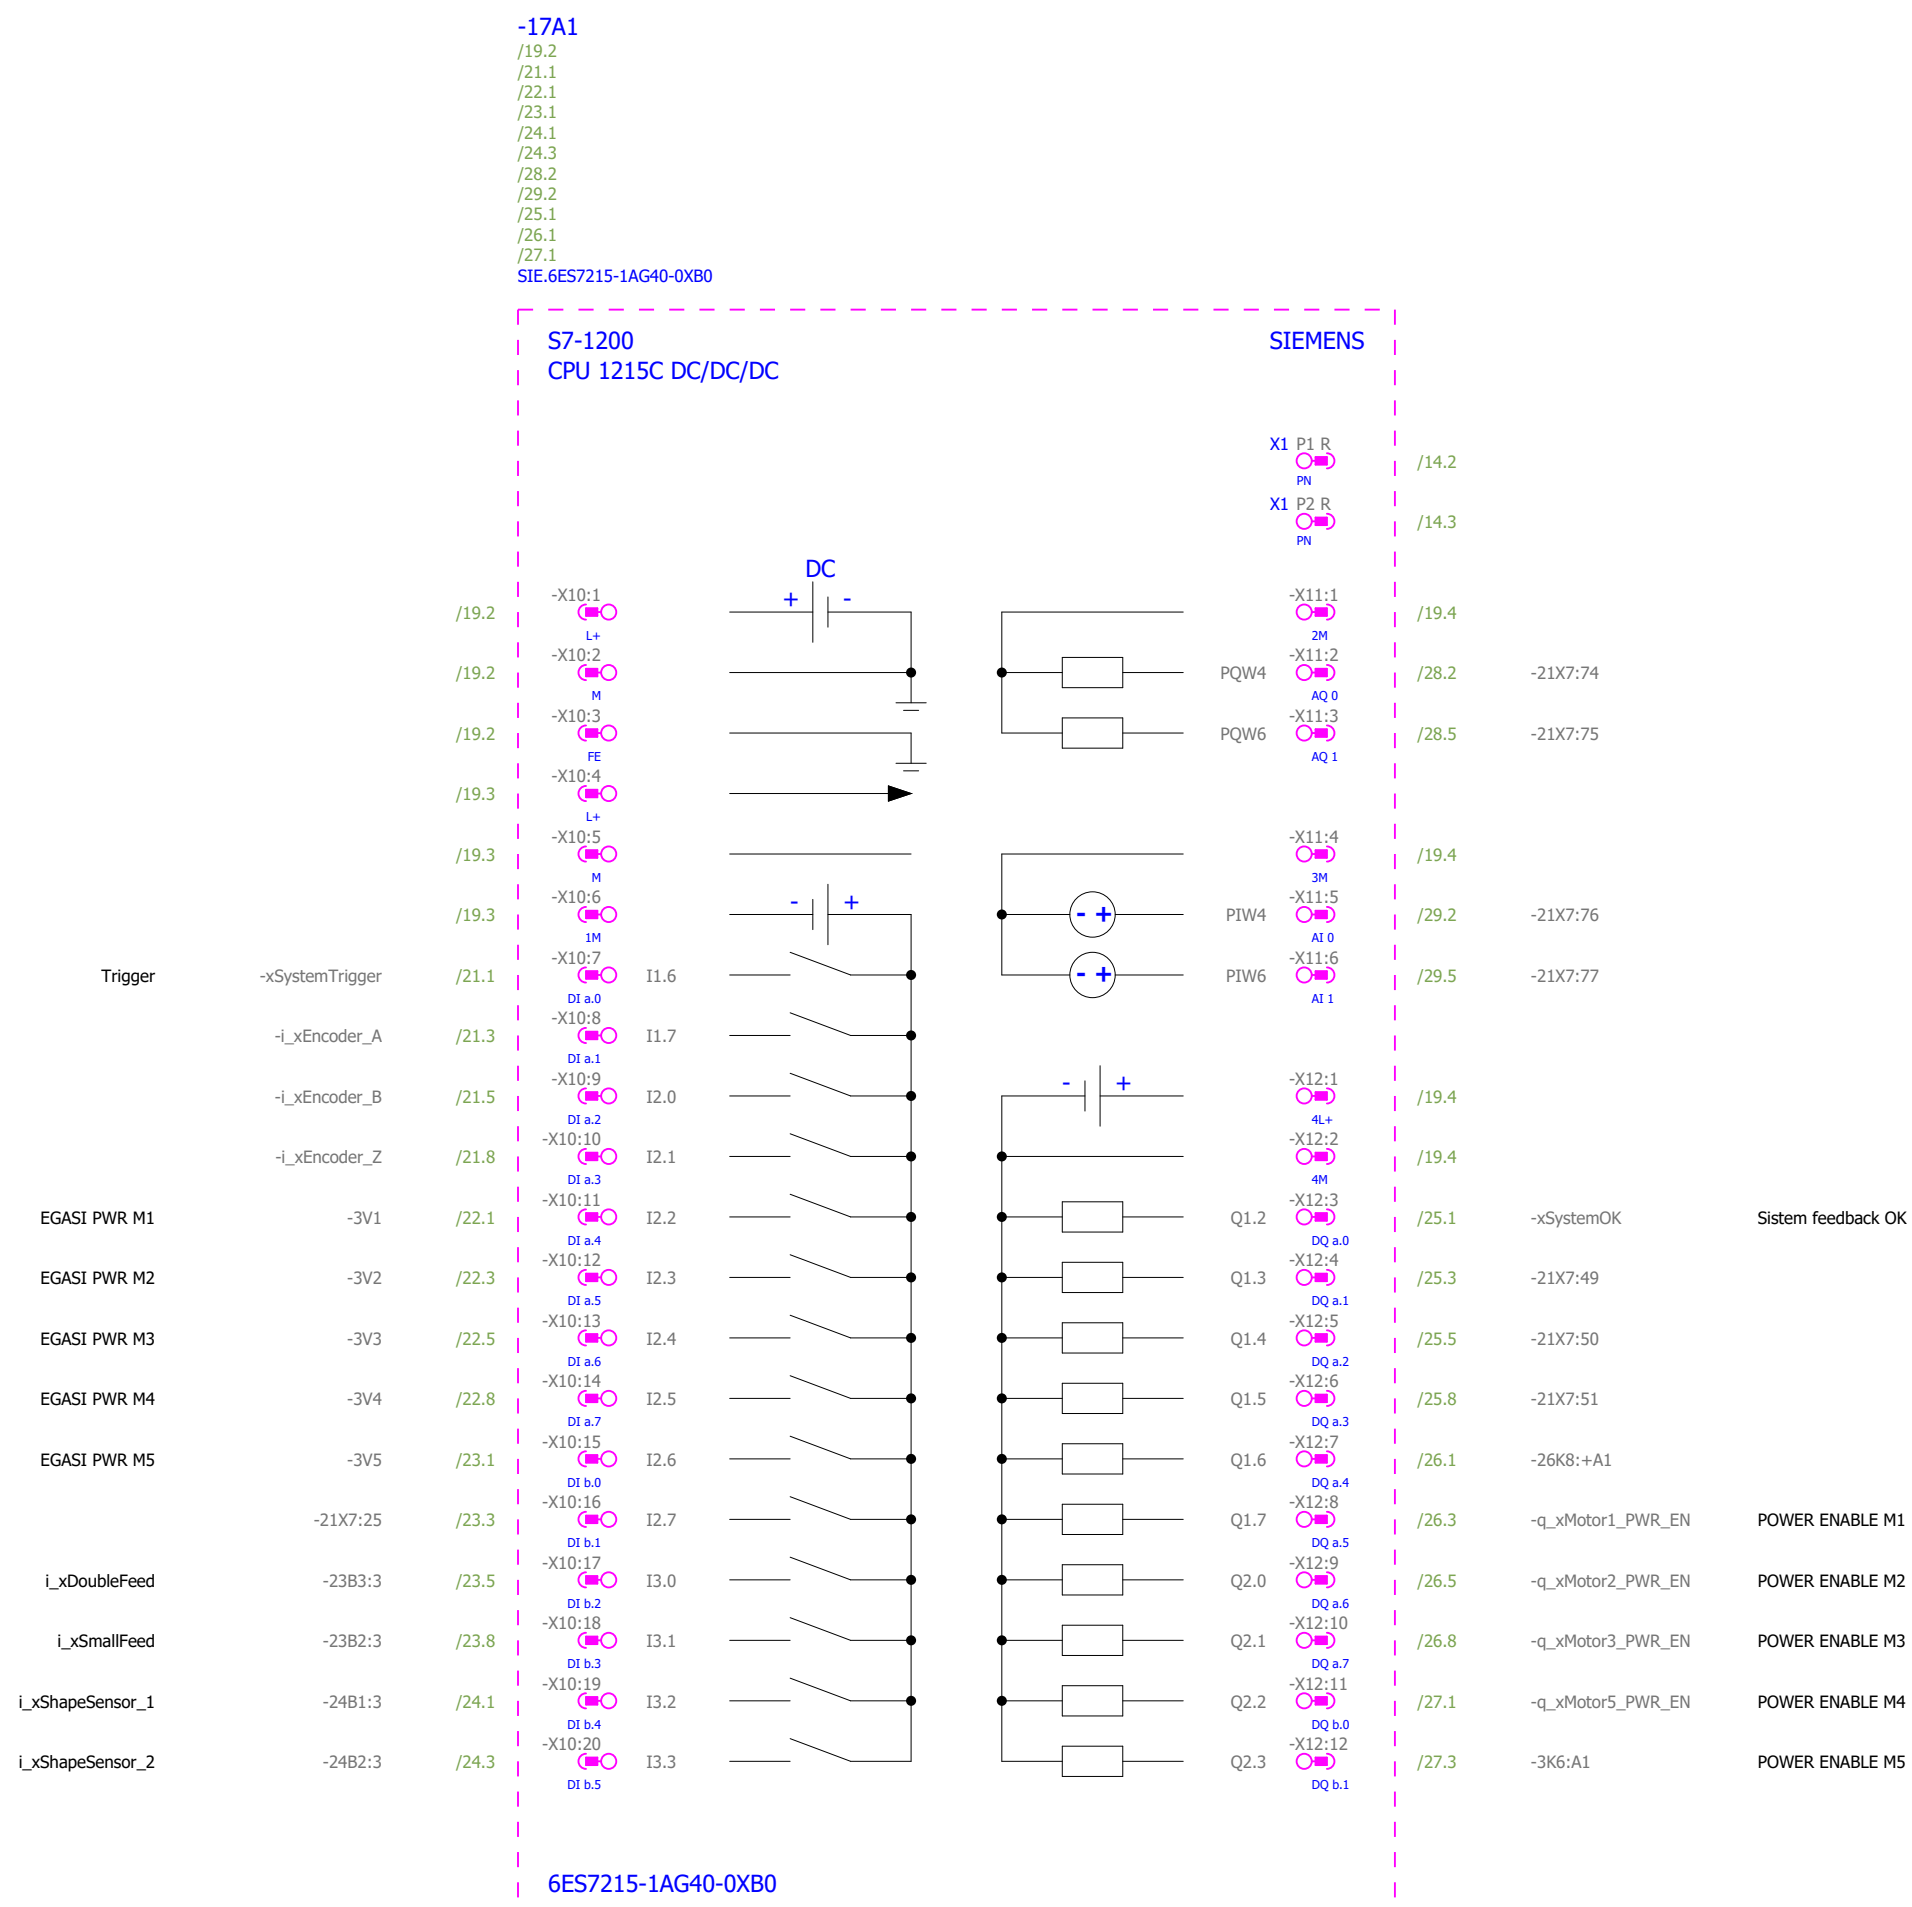 -17A1
/19.2
/21.1
/22.1
/23.1
/24.1
/24.3
/28.2
/29.2
/25.1
/26.1
/27.1
SIE.6ES7215-1AG40-0XB0
S7-1200 SIEMENS
CPU 1215C DC/DC/DC
X1 P1 R
/14.2
PN
X1 P2 R
/14.3
PN
DC
-X10:1 + - -X11:1
/19.2 /19.4
L+ 2M
-X10:2 -X11:2
/19.2 PQW4 /28.2 -21X7:74
M AQ 0
-X10:3 -X11:3
/19.2 PQW6 /28.5 -21X7:75
FE AQ 1
-X10:4
/19.3
L+
-X10:5 -X11:4
/19.3 /19.4
M 3M
-X10:6 - + -X11:5
/19.3 - + PIW4 /29.2 -21X7:76
1M AI 0
-X10:7 -X11:6
Trigger -xSystemTrigger /21.1 I1.6 - + PIW6 /29.5 -21X7:77
DI a.0 AI 1
-X10:8
-i_xEncoder_A /21.3 I1.7
DI a.1
-X10:9 - + -X12:1
-i_xEncoder_B /21.5 I2.0 /19.4
DI a.2 4L+
-X10:10 -X12:2
-i_xEncoder_Z /21.8 I2.1 /19.4
DI a.3 4M
-X10:11 -X12:3
EGASI PWR M1 -3V1 /22.1 I2.2 Q1.2 /25.1 -xSystemOK Sistem feedback OK
DI a.4 DQ a.0
-X10:12 -X12:4
EGASI PWR M2 -3V2 /22.3 I2.3 Q1.3 /25.3 -21X7:49
DI a.5 DQ a.1
-X10:13 -X12:5
EGASI PWR M3 -3V3 /22.5 I2.4 Q1.4 /25.5 -21X7:50
DI a.6 DQ a.2
-X10:14 -X12:6
EGASI PWR M4 -3V4 /22.8 I2.5 Q1.5 /25.8 -21X7:51
DI a.7 DQ a.3
-X10:15 -X12:7
EGASI PWR M5 -3V5 /23.1 I2.6 Q1.6 /26.1 -26K8:+A1
DI b.0 DQ a.4
-X10:16 -X12:8
-21X7:25 /23.3 I2.7 Q1.7 /26.3 -q_xMotor1_PWR_EN POWER ENABLE M1
DI b.1 DQ a.5
-X10:17 -X12:9
i_xDoubleFeed -23B3:3 /23.5 I3.0 Q2.0 /26.5 -q_xMotor2_PWR_EN POWER ENABLE M2
DI b.2 DQ a.6
-X10:18 -X12:10
i_xSmallFeed -23B2:3 /23.8 I3.1 Q2.1 /26.8 -q_xMotor3_PWR_EN POWER ENABLE M3
DI b.3 DQ a.7
-X10:19 -X12:11
i_xShapeSensor_1 -24B1:3 /24.1 I3.2 Q2.2 /27.1 -q_xMotor5_PWR_EN POWER ENABLE M4
DI b.4 DQ b.0
-X10:20 -X12:12
i_xShapeSensor_2 -24B2:3 /24.3 I3.3 Q2.3 /27.3 -3K6:A1 POWER ENABLE M5
DI b.5 DQ b.1
6ES7215-1AG40-0XB0